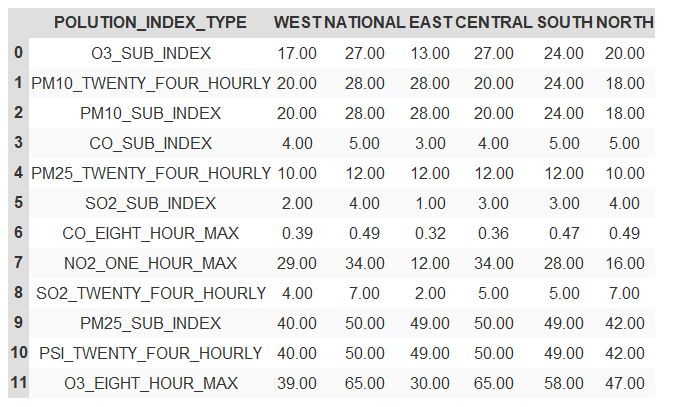 POLUTION_INDEX_TYPE WEST NATIONAL EAST CENTRAL SOUTH NORTH
0 O3_SUB_INDEX 17.00 27.00 13.00 27.00 24.00 20.00
1 PM10_TWENTY_FOUR_HOURLY 20.00 28.00 28.00 20.00 24.00 18.00
2 PM10_SUB_INDEX 20.00 28.00 28.00 20.00 24.00 18.00
3 CO_SUB_INDEX 4.00 5.00 3.00 4.00 5.00 5.00
4 PM25_TWENTY_FOUR_HOURLY 10.00 12.00 12.00 12.00 12.00 10.00
5 SO2_SUB_INDEX 2.00 4.00 1.00 3.00 3.00 4.00
6 CO_EIGHT_HOUR_MAX 0.39 0.49 0.32 0.36 0.47 0.49
7 NO2_ONE_HOUR_MAX 29.00 34.00 12.00 34.00 28.00 16.00
8 SO2_TWENTY_FOUR_HOURLY 4.00 7.00 2.00 5.00 5.00 7.00
9 PM25_SUB_INDEX 40.00 50.00 49.00 50.00 49.00 42.00
10 PSI_TWENTY_FOUR_HOURLY 40.00 50.00 49.00 50.00 49.00 42.00
11 O3_EIGHT_HOUR_MAX 39.00 65.00 30.00 65.00 58.00 47.00